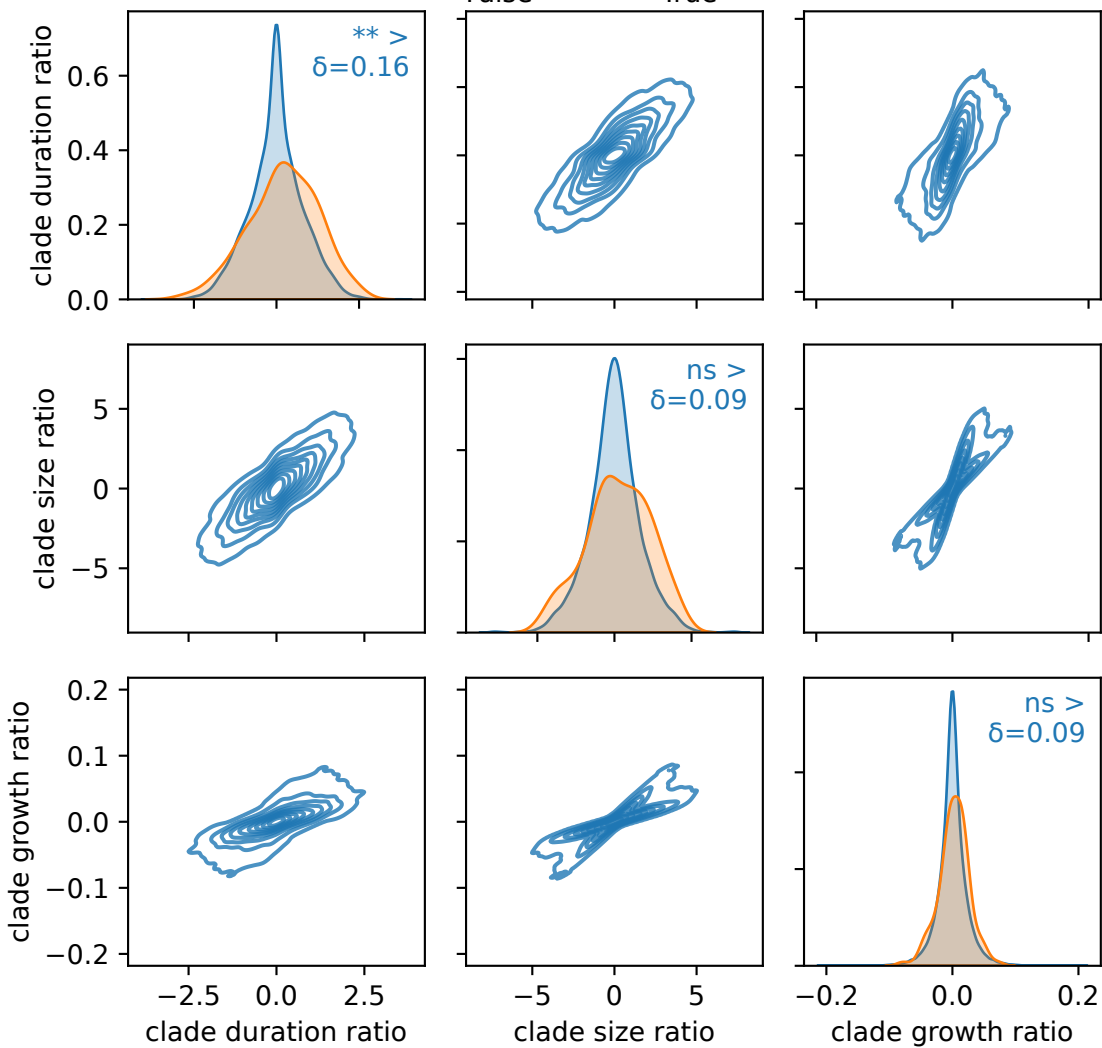 False True
clade duration ratio
** >
δ=0.16
0.6
0.4
0.2
0.0
clade size ratio
ns >
δ=0.09
5
0
−5
clade growth ratio
ns >
δ=0.09
0.2
0.1
0.0
−0.1
−0.2
−2.5 0.0 2.5 −5 0 5 −0.2 0.0 0.2
clade duration ratio clade size ratio clade growth ratio